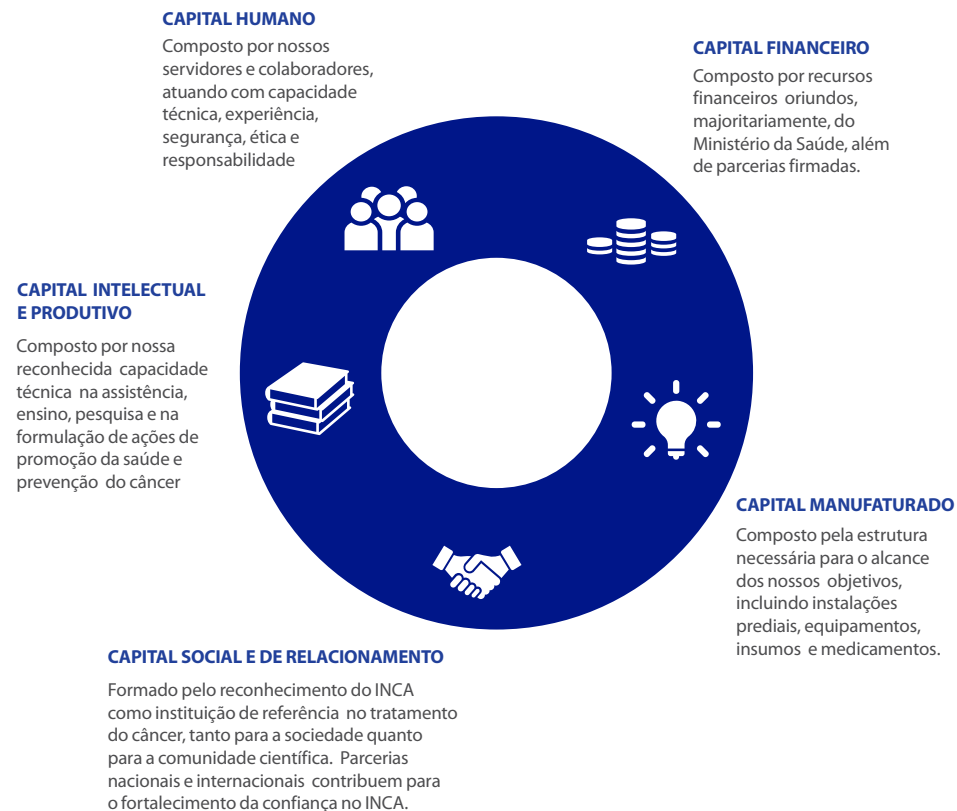 CAPITAL HUMANO
Composto por nossos
servidores e colaboradores,
atuando com capacidade
técnica, experiência,
segurança, ética e
responsabilidade
CAPITAL FINANCEIRO
Composto por recursos
financeiros oriundos,
majoritariamente, do
Ministério da Saúde, além
de parcerias firmadas.
CAPITAL INTELECTUAL
E PRODUTIVO
Composto por nossa
reconhecida capacidade
técnica na assistência,
ensino, pesquisa e na
formulação de ações de
promoção da saúde e
prevenção do câncer
CAPITAL MANUFATURADO
Composto pela estrutura
necessária para o alcance
dos nossos objetivos,
incluindo instalações
prediais, equipamentos,
insumos e medicamentos.
CAPITAL SOCIAL E DE RELACIONAMENTO
Formado pelo reconhecimento do INCA
como instituição de referência no tratamento
do câncer, tanto para a sociedade quanto
para a comunidade científica. Parcerias
nacionais e internacionais contribuem para
o fortalecimento da confiança no INCA.